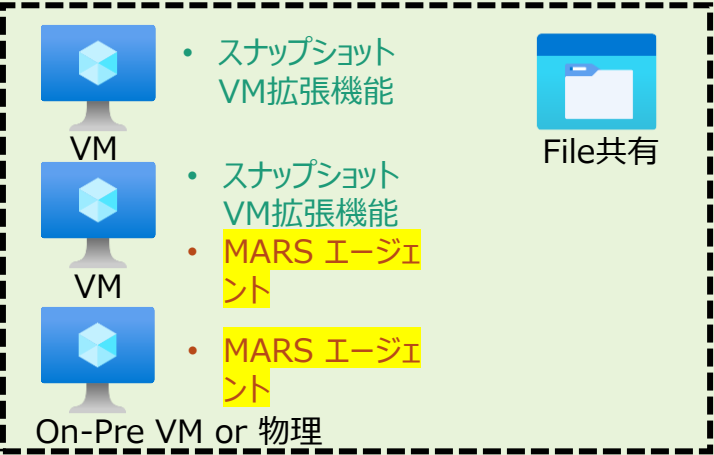 • スナップショット
VM拡張機能
VM
File共有
• スナップショット
VM拡張機能
• MARS エージェ
ント
VM
• MARS エージェ
ント
On-Pre VM or 物理